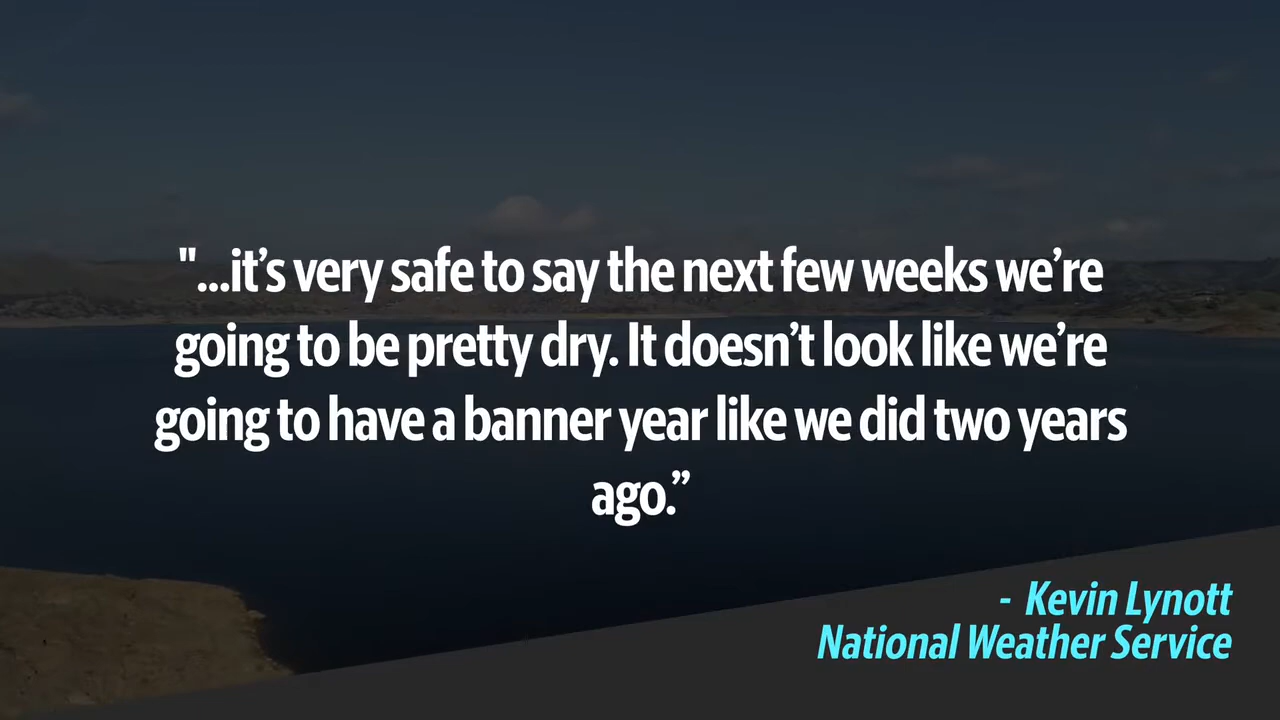 "...it’s very safe to say the next few weeks we’re
going to be pretty dry. It doesn’t look like we’re
going to have a banner year like we did two years
ago.”
- Kevin Lynott
National Weather Service